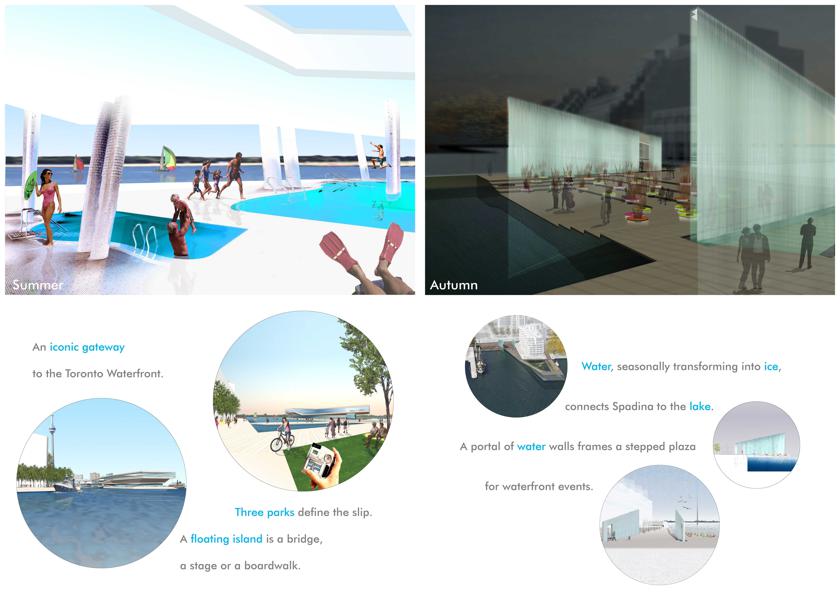 Summer
Autumn
An iconic gateway
to the Toronto Waterfront.
Three parks define the slip.
A floating island is a bridge,
a stage or a boardwalk.
Water, seasonally transforming into ice,
connects Spadina to the lake.
A portal of water walls frames a stepped plaza
for waterfront events.